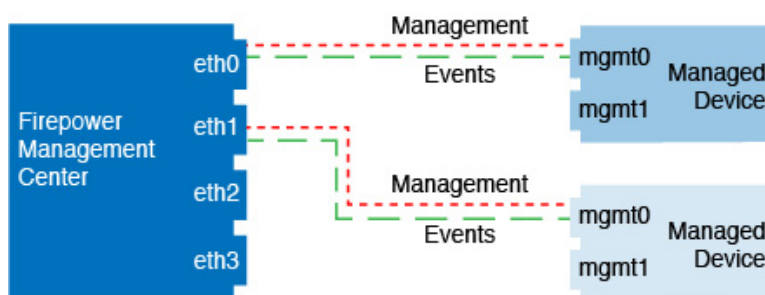 Management
eth0
Events
mgmt0
Managed
Device
mgmt1
Firepower
Management
Center
eth1
eth2
eth3
Management
Events
mgmt0
Managed
Device
mgmt1